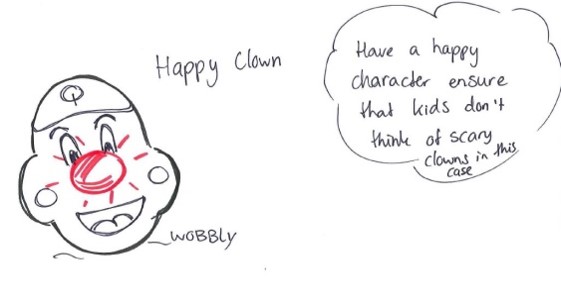 Happy Clown
Have a happy
character ensure
that kids don't
think of scary
clowns in this
case
Q
WOBBLY